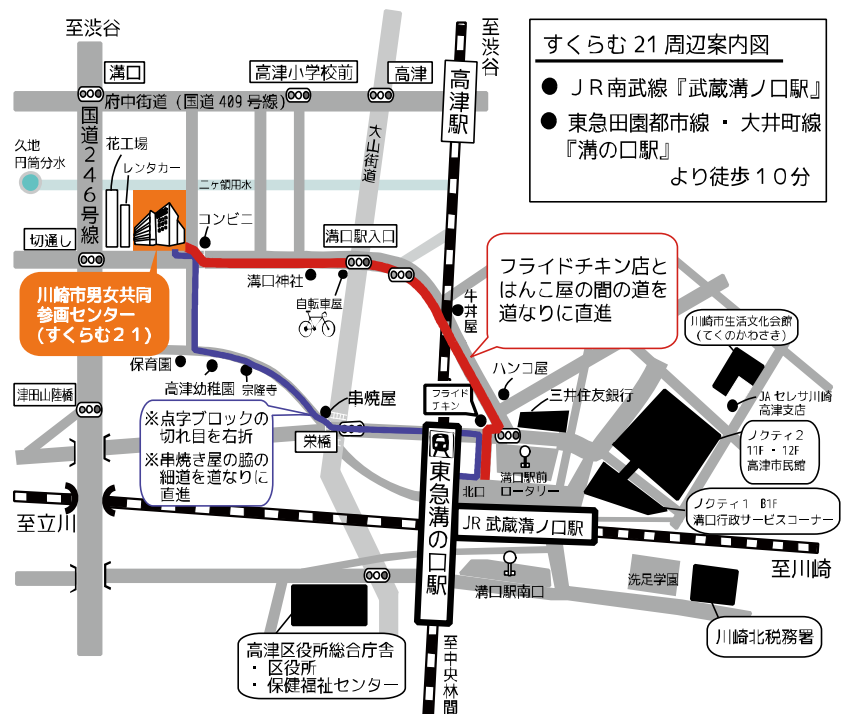 至渋谷
溝口
高津小学校前
高津
至渋谷
高津駅
すくらむ21周辺案内図
● JR南武線『武蔵溝ノ口駅』
● 東急田園都市線・大井町線
『溝の口駅』
より徒歩10分
府中街道(国道409号線)
国道246号線
大山街道
久地
円筒分水
花工場
レンタカー
二ヶ領用水
コンビニ
切通し
溝口駅入口
溝口神社
自転車屋
牛丼屋
フライドチキン店と
はんこ屋の間の道を
道なりに直進
川崎市男女共同
参画センター
(すくらむ21)
川崎市生活文化会館
(てくのかわさき)
保育園
高津幼稚園
宗隆寺
串焼屋
フライド
チキン
ハンコ屋
三井住友銀行
JAセレサ川崎
高津支店
津田山陸橋
※点字ブロックの
切れ目を右折
※串焼き屋の脇の
細道を道なりに
直進
栄橋
ノクティ2
11F・12F
高津市民館
溝口駅前
ロータリー
北口
ノクティ1 B1F
溝口行政サービスコーナー
至立川
東急溝の口駅
JR武蔵溝ノ口駅
至川崎
溝口駅南口
洗足学園
川崎北税務署
高津区役所総合庁舎
・区役所
・保健福祉センター
至中央林間